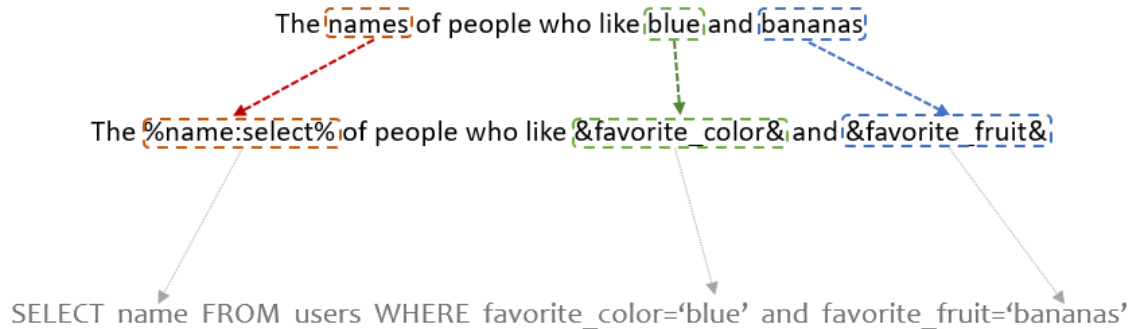 The names of people who like blue and bananas
The %name:select% of people who like &favorite_color& and &favorite_fruit&
SELECT name FROM users WHERE favorite_color=‘blue’ and favorite_fruit=‘bananas’